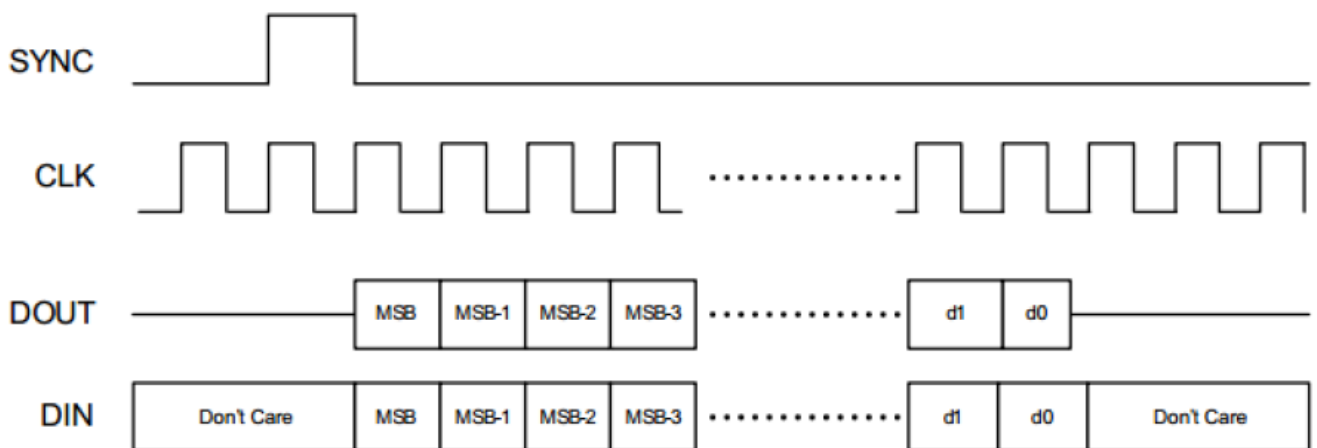 SYNC
CLK
DOUT MSB MSB-1 MSB-2 MSB-3 d1 d0
DIN Don't Care MSB MSB-1 MSB-2 MSB-3 d1 d0 Don't Care